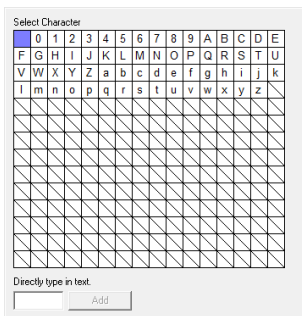 Select Character
0 1 2 3 4 5 6 7 8 9 A B C D E
F G H I J K L M N O P Q R S T U
V W X Y Z a b c d e f g h i j k
l m n o p q r s t u v w x y z
Directly type in text.
Add